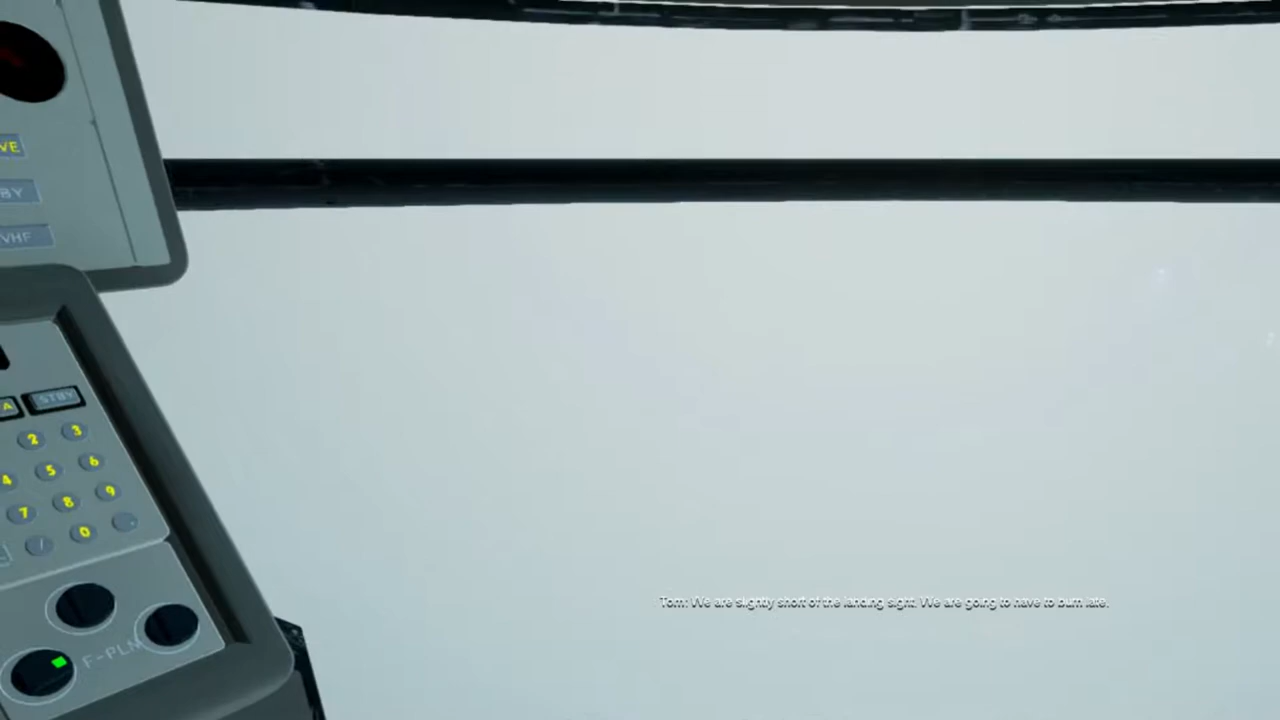 VE
BY
VHF
A STBY
2 3
4 5 6
7 8 9
/ 0
F-PLN
Tom: We are slightly short of the landing sight. We are going to have to burn late.